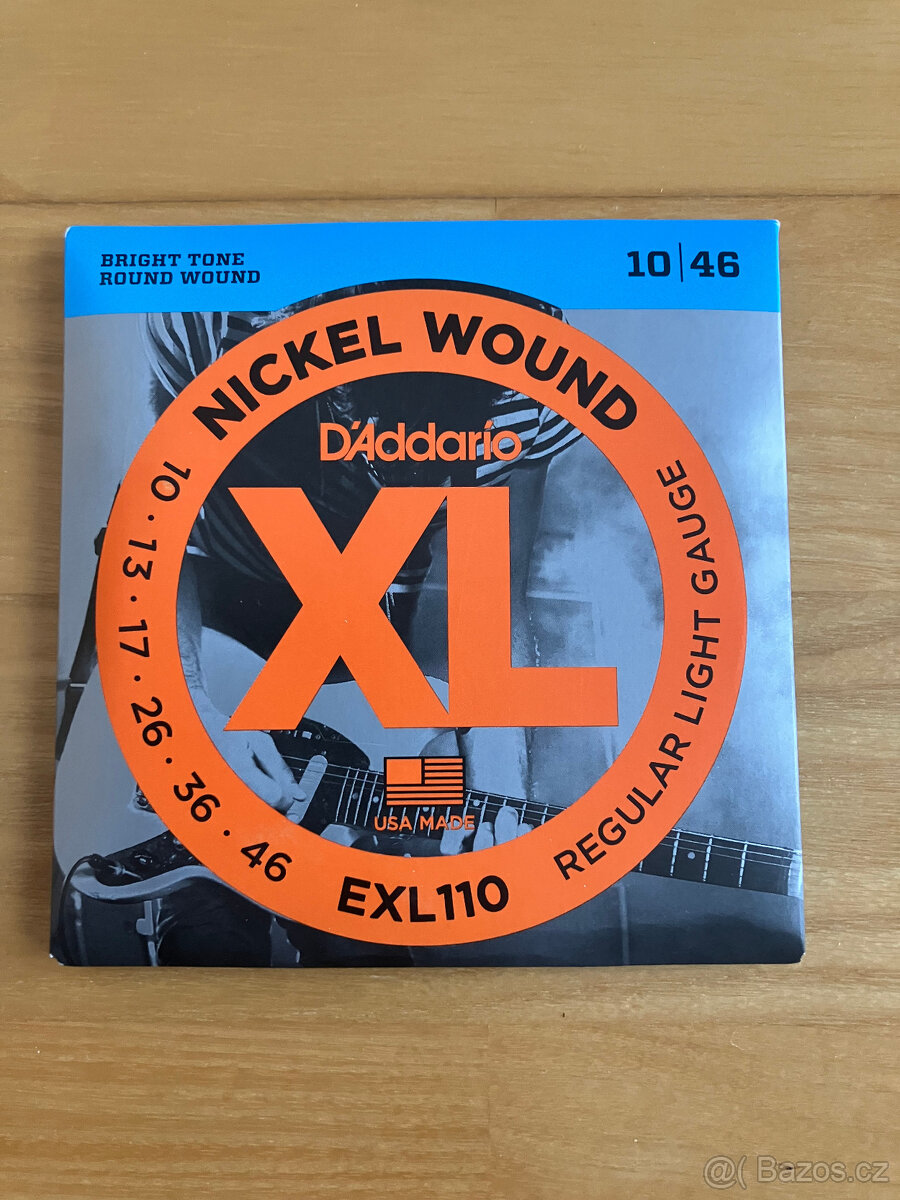 BRIGHT TONE
ROUND WOUND
10|46
NICKEL WOUND
D'Addario
XL
10 · 13 · 17 · 26 · 36 · 46
REGULAR LIGHT GAUGE
USA MADE
EXL110
@( Bazos.cz